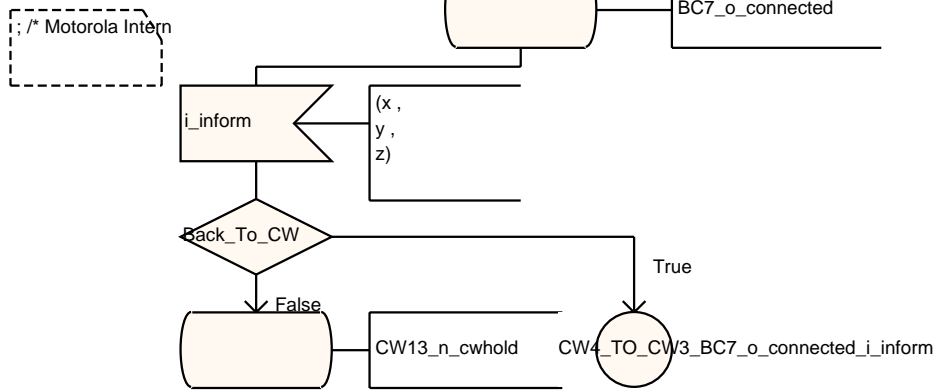 BC7_o_connected
; /* Motorola Intern
i_inform
(x ,
y ,
z)
Back_To_CW
True
False
CW13_n_cwhold
CW4_TO_CW3_BC7_o_connected_i_inform